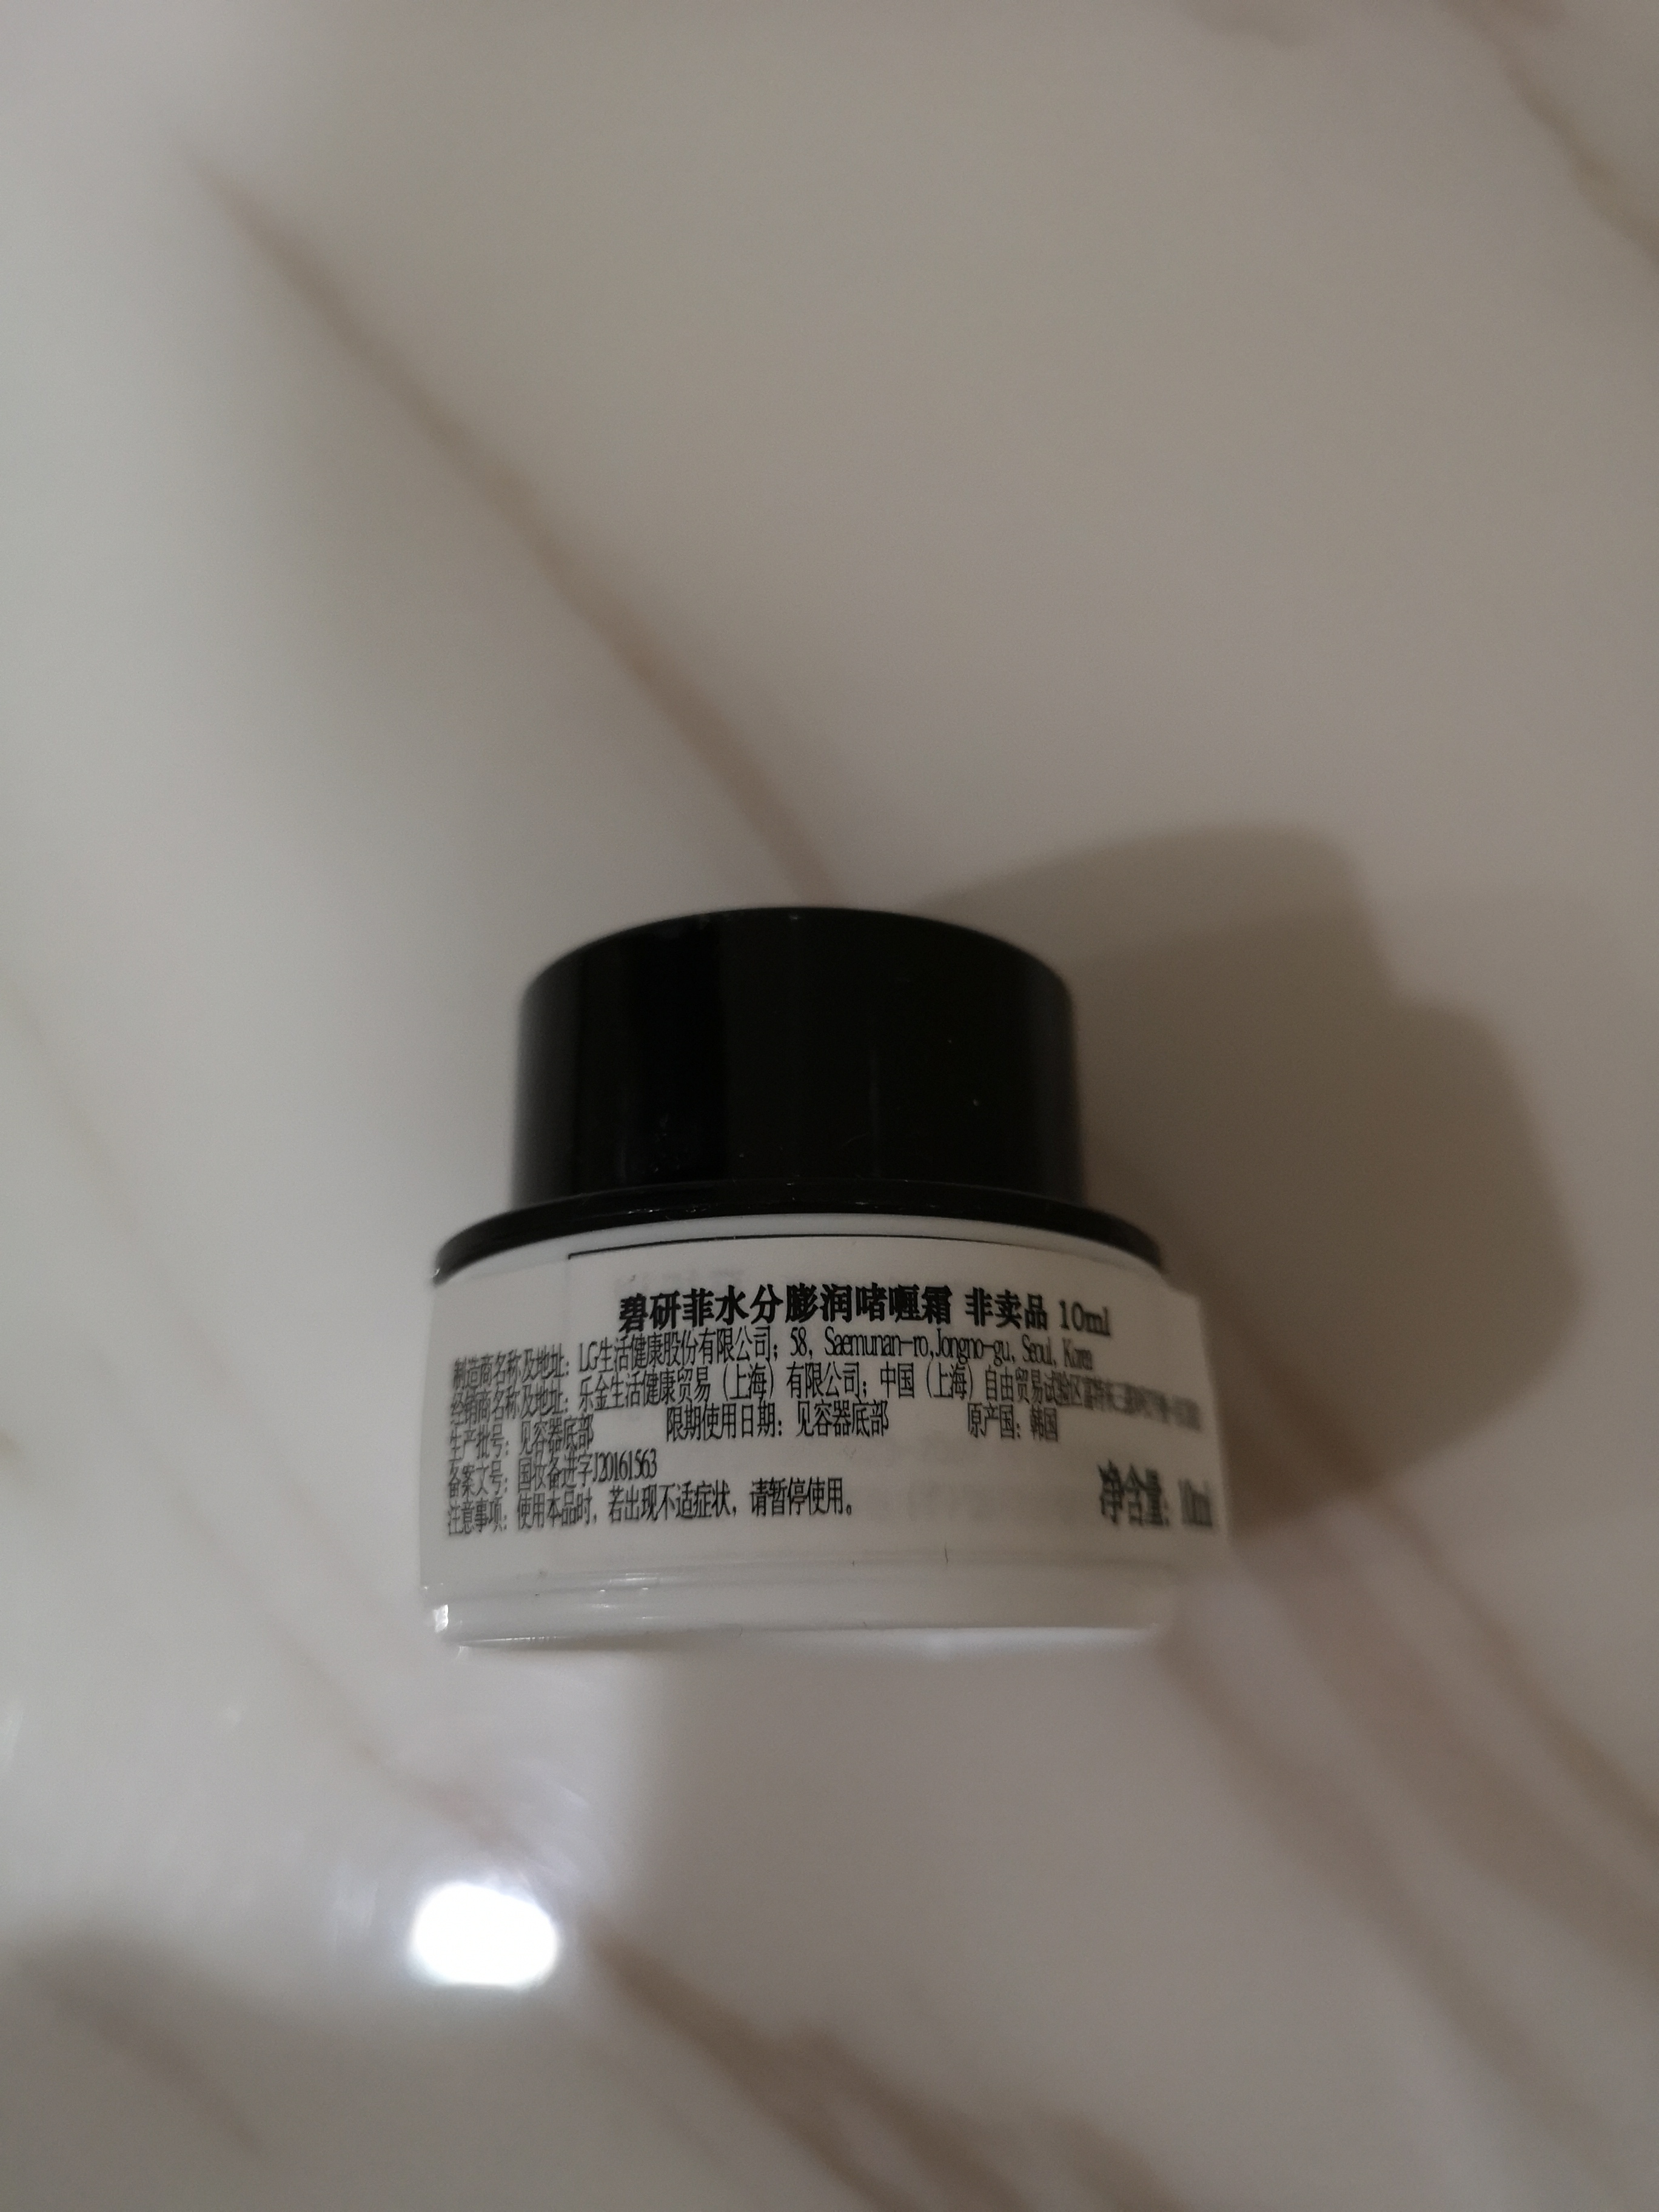 碧研菲水分膨润啫喱霜 非卖品 10ml
制造商名称及地址：LG生活健康股份有限公司；58, Saemunan-ro,Jongno-gu, Seoul, Korea
经销商名称及地址：乐金生活健康贸易（上海）有限公司；中国（上海）自由贸易试验区
生产批号：见容器底部 限期使用日期：见容器底部 原产国：韩国
备案文号：国妆备进字J20161563
注意事项：使用本品时，若出现不适症状，请暂停使用。
净含量：10ml